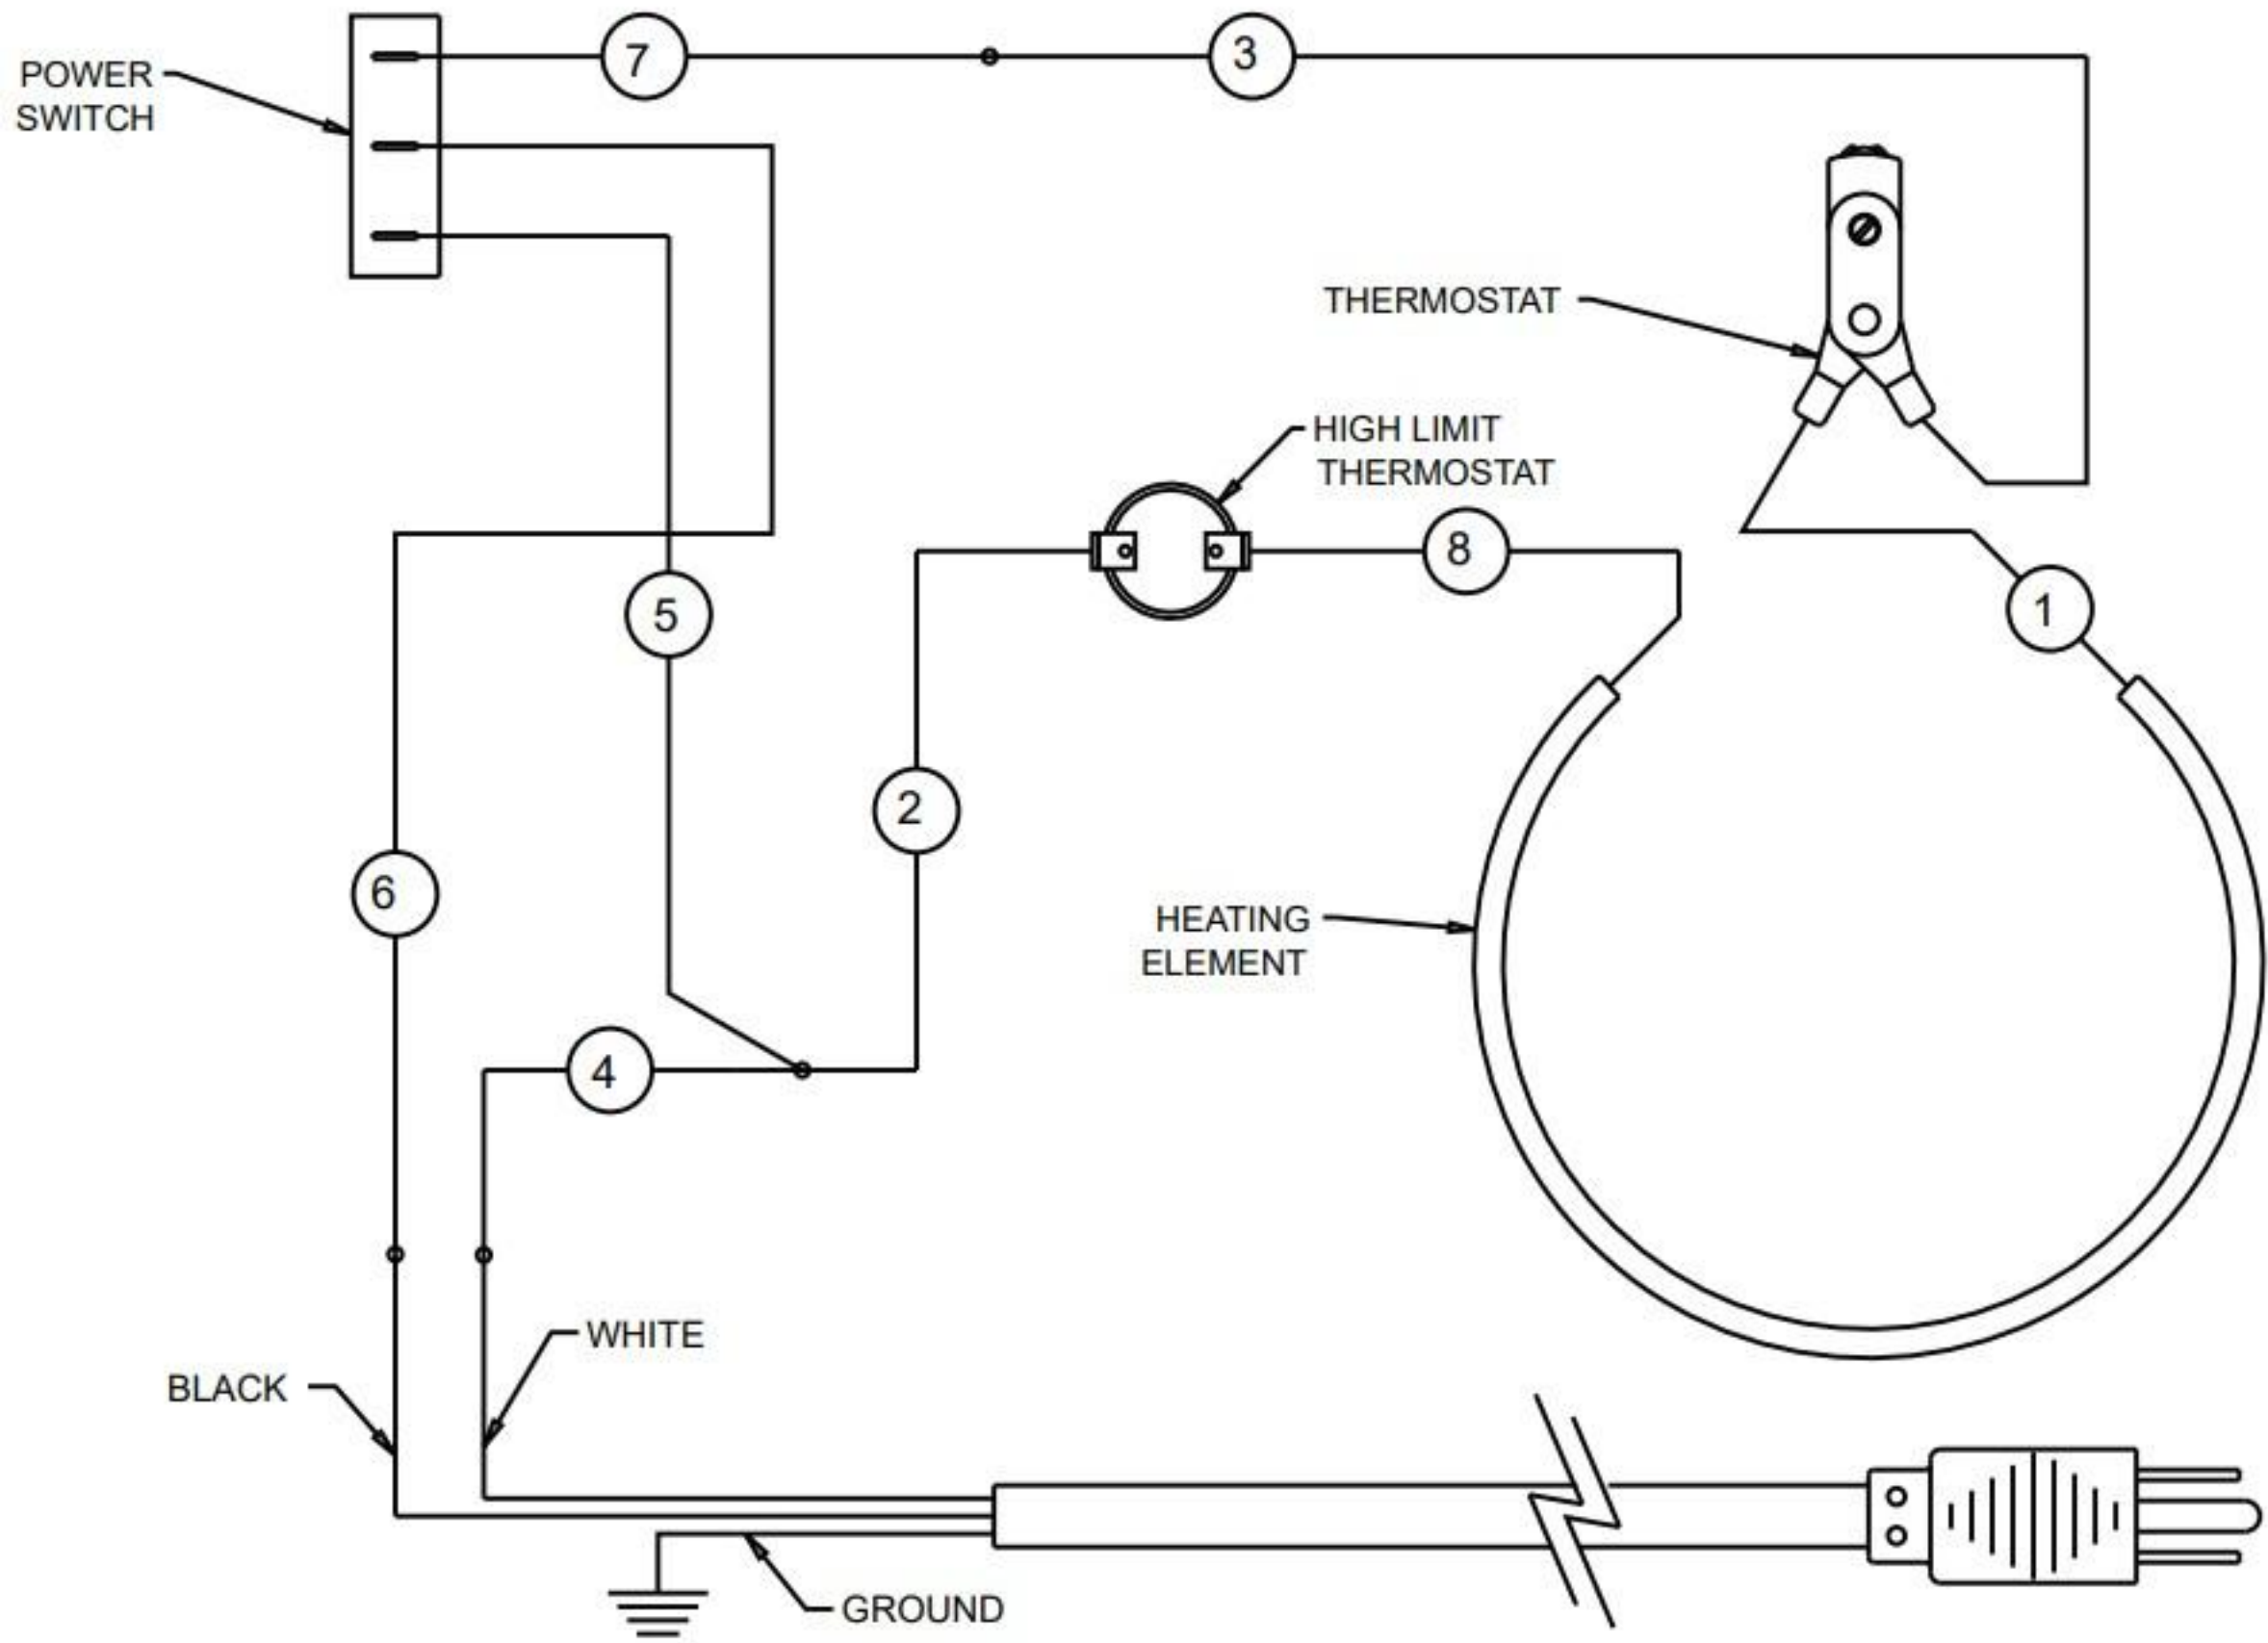 7
3
POWER
SWITCH
THERMOSTAT
HIGH LIMIT
THERMOSTAT
8
5
1
2
6
HEATING
ELEMENT
4
WHITE
BLACK
GROUND